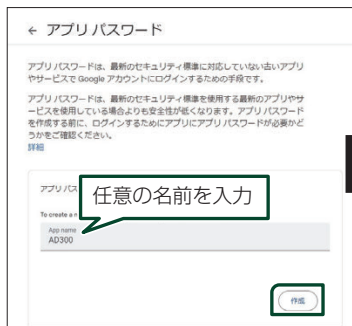 ← アプリ パスワード
アプリ パスワードは、最新のセキュリティ標準に対応していない古いアプリ
やサービスで Google アカウントにログインするための手段です。
アプリ パスワードは、最新のセキュリティ標準を使用する最新のアプリやサ
ービスを使用している場合よりも安全性が低くなります。アプリ パスワード
を作成する前に、ログインするためにアプリにアプリ パスワードが必要かど
うかをご確認ください。
詳細
アプリ パス
任意の名前を入力
To create a n
App name
AD300
作成